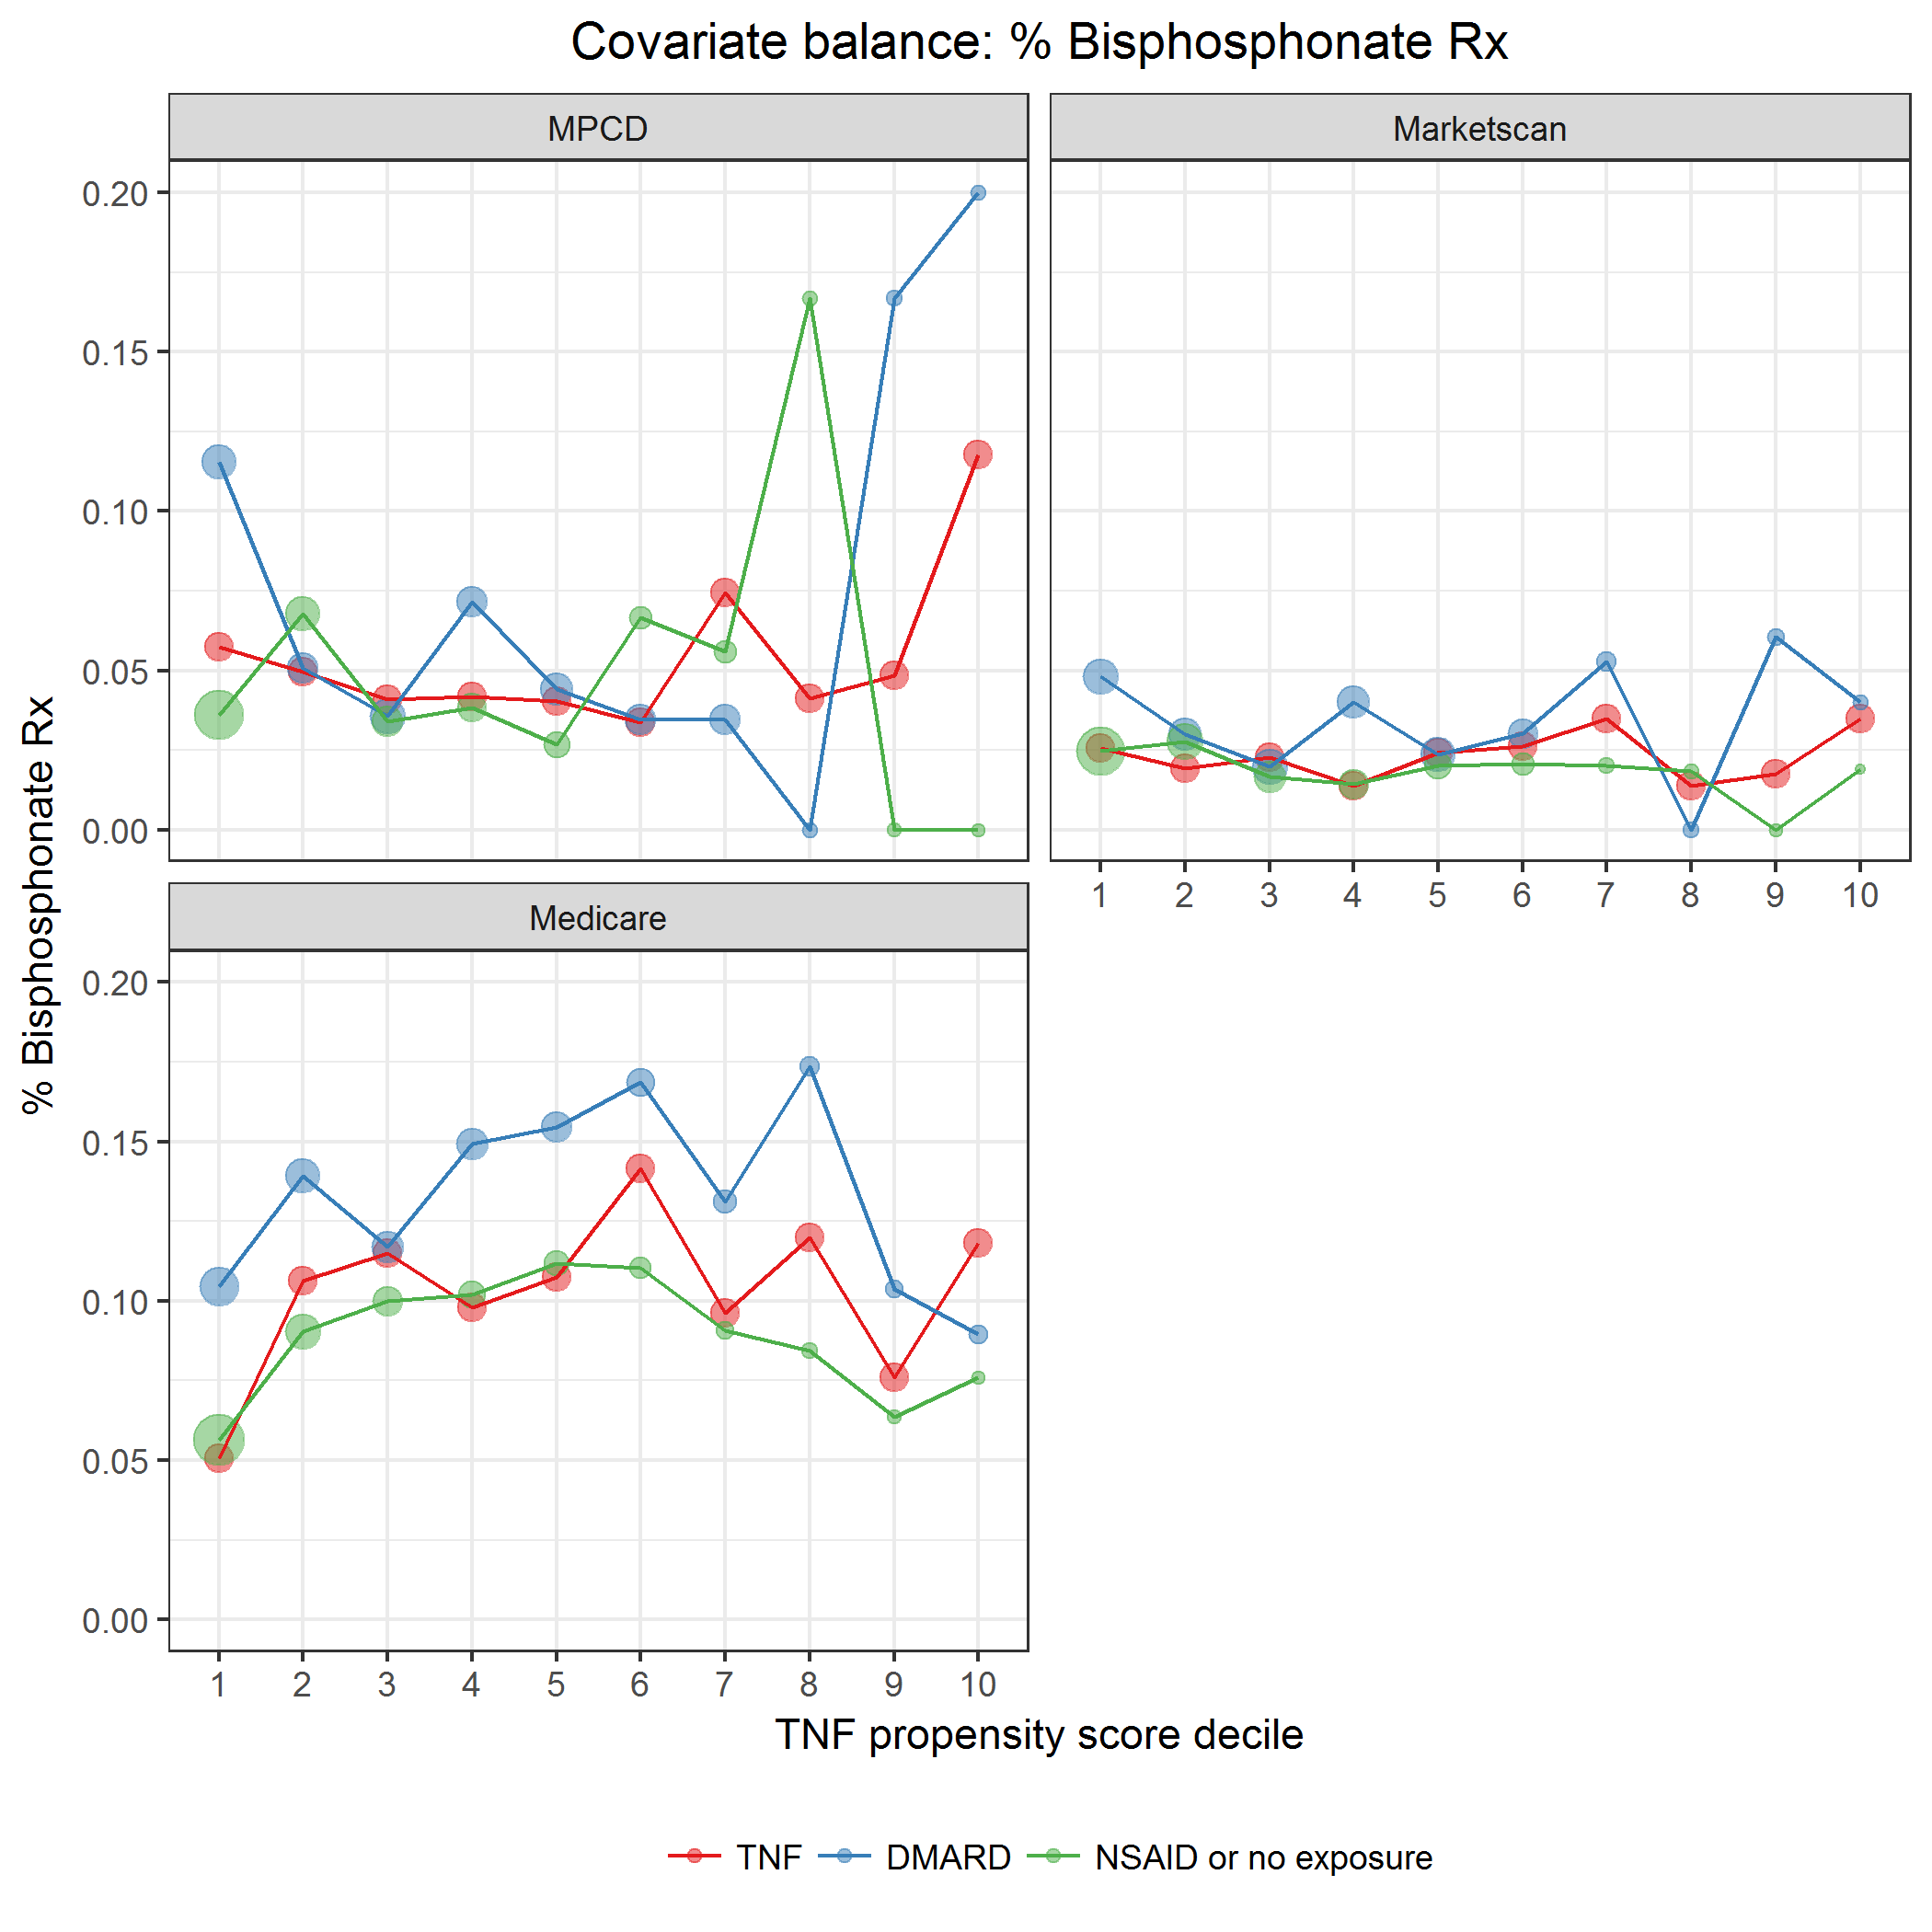 Covariate balance: % Bisphosphonate Rx
MPCD
Marketscan
0.20
0.15
0.10
0.05
0.00
1 2 3 4 5 6 7 8 9 10
Medicare
0.20
0.15
0.10
0.05
0.00
1 2 3 4 5 6 7 8 9 10
% Bisphosphonate Rx
TNF propensity score decile
TNF DMARD NSAID or no exposure